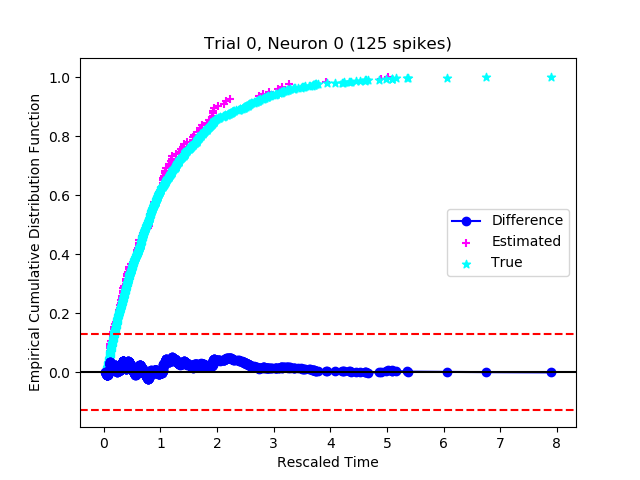 Trial 0, Neuron 0 (125 spikes)
Empirical Cumulative Distribution Function
1.0
0.8
0.6
0.4
0.2
0.0
Difference
Estimated
True
0 1 2 3 4 5 6 7 8
Rescaled Time